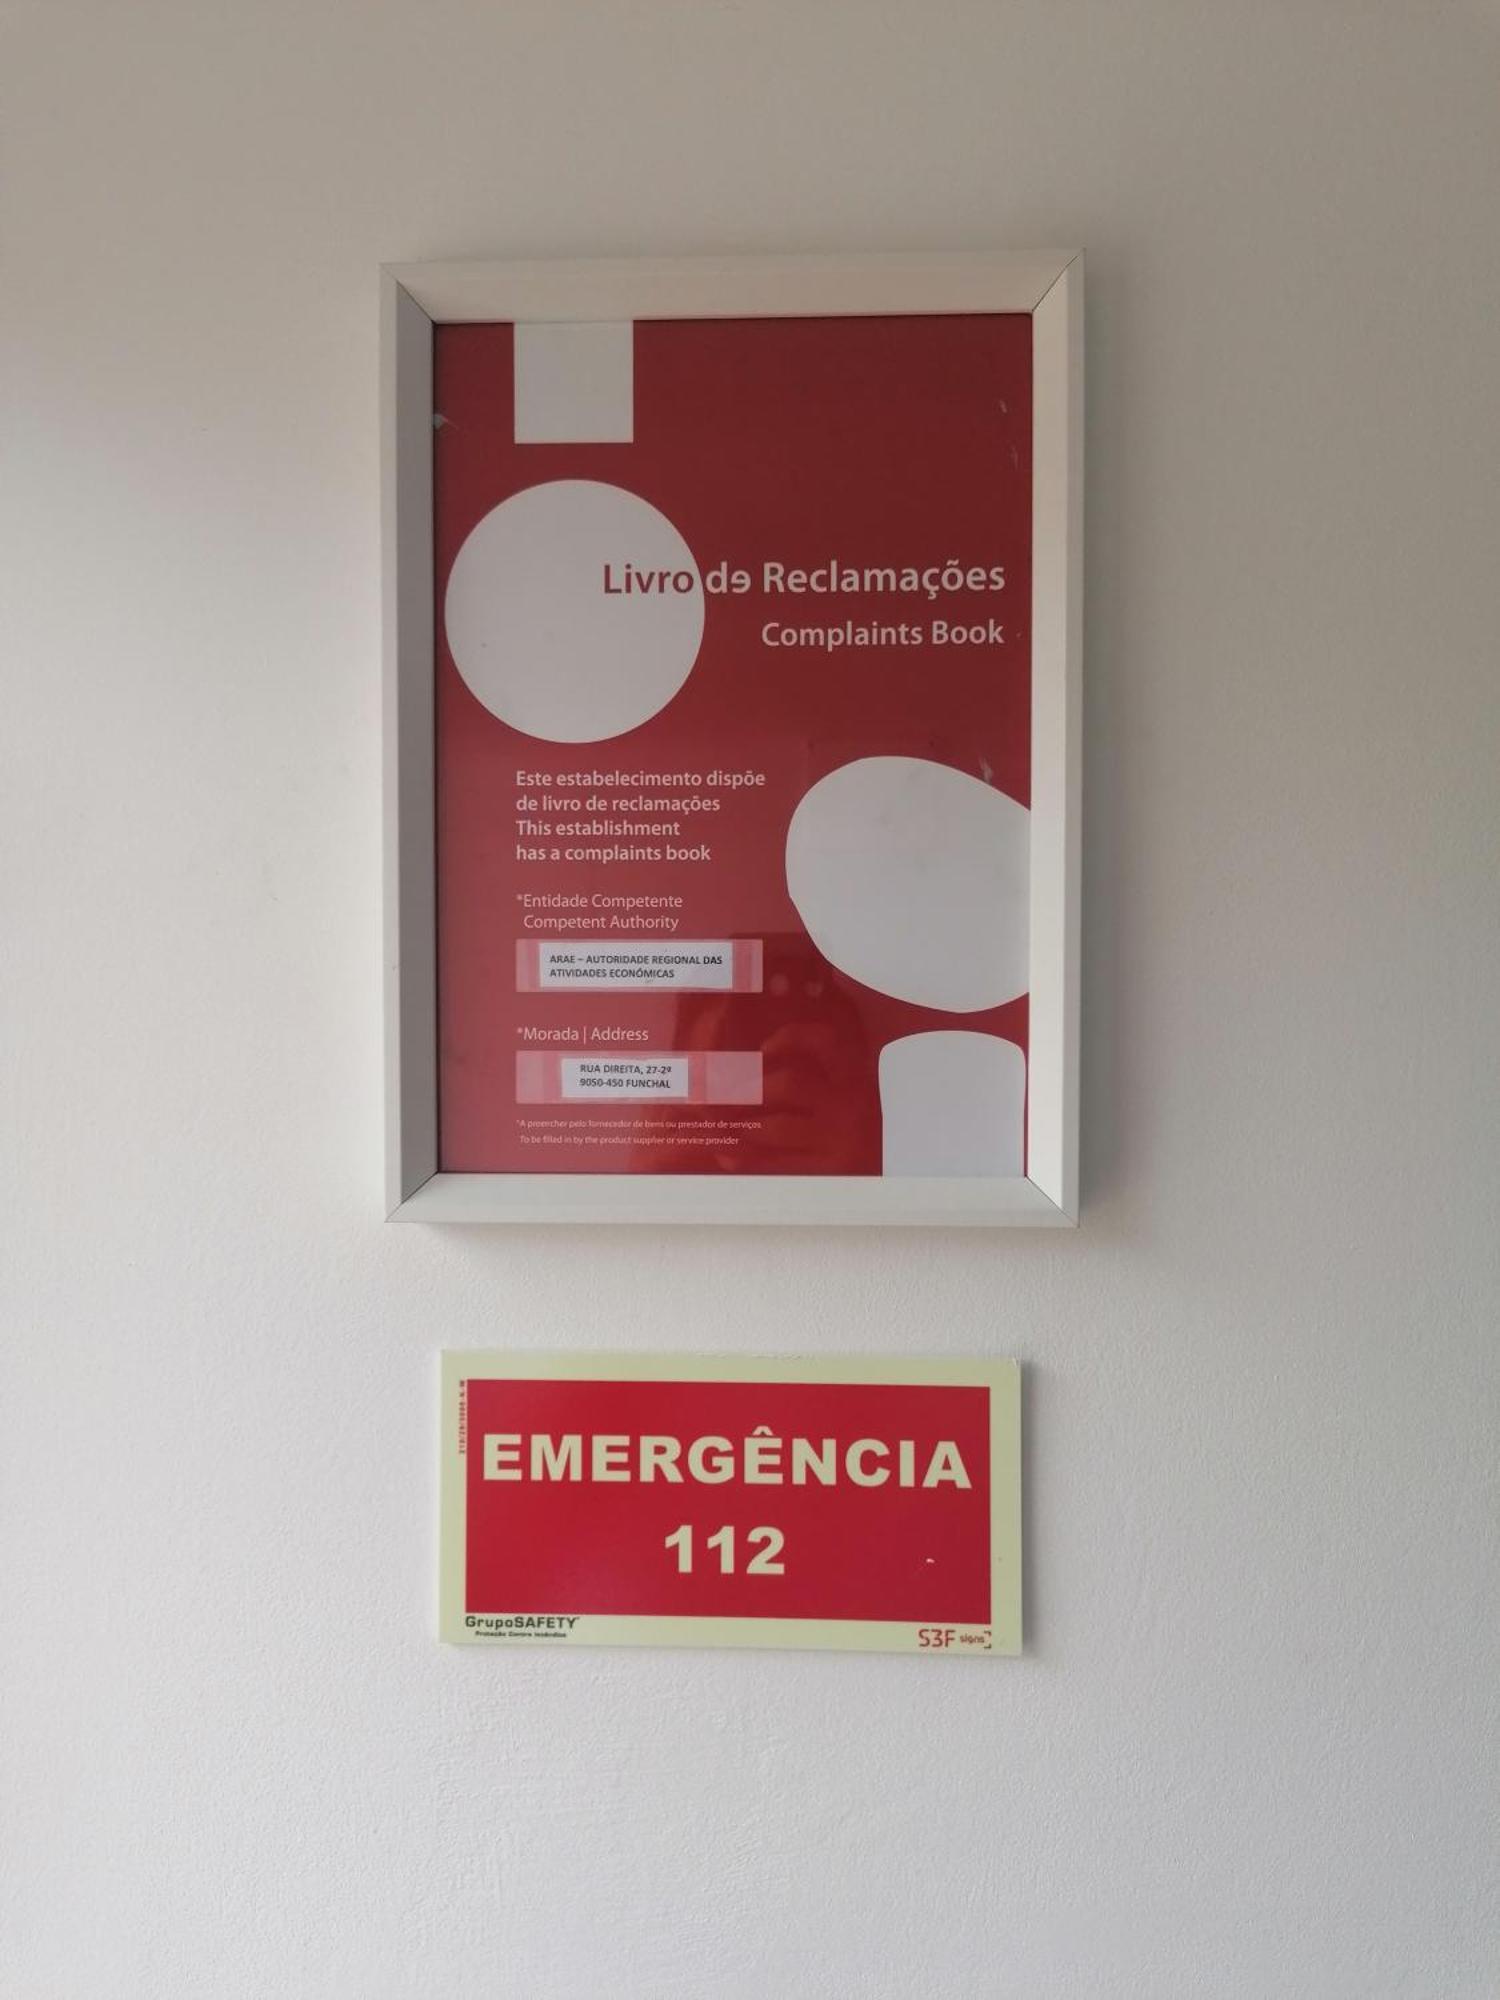 Livro de Reclamações
Complaints Book
Este estabelecimento dispõe
de livro de reclamações
This establishment
has a complaints book
*Entidade Competente
Competent Authority
ARAE – AUTORIDADE REGIONAL DAS
ATIVIDADES ECONÓMICAS
*Morada | Address
RUA DIREITA, 27-2º
9050-450 FUNCHAL
*A preencher pelo fornecedor de bens ou prestador de serviços
To be filled in by the product supplier or service provider
EMERGÊNCIA
112
GrupoSAFETY
Proteção Contra Incêndios
S3F signs